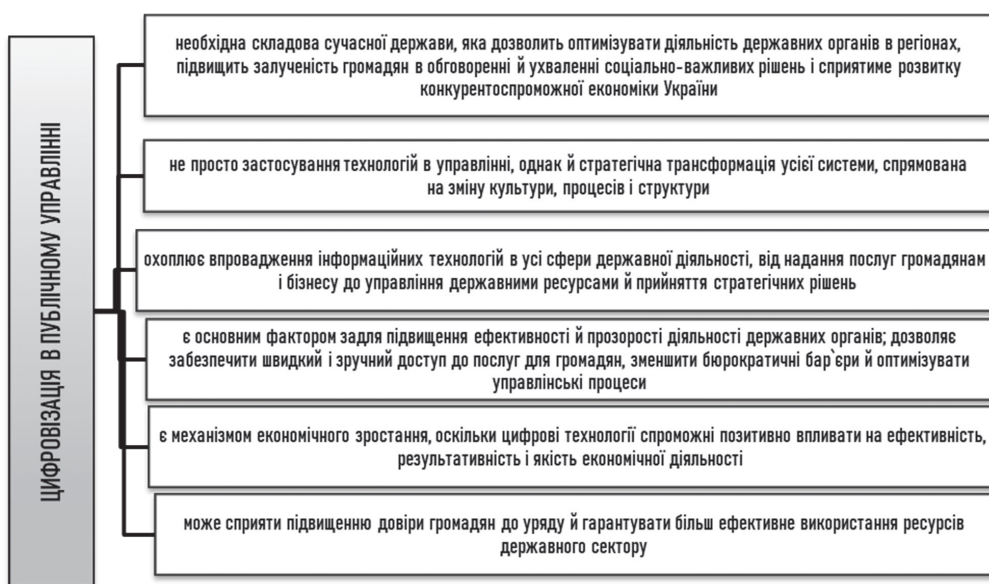 ЦИФРОВІЗАЦІЯ В ПУБЛІЧНОМУ УПРАВЛІННІ
необхідна складова сучасної держави, яка дозволить оптимізувати діяльність державних органів в регіонах,
підвищить залученість громадян в обговоренні й ухваленні соціально-важливих рішень і сприятиме розвитку
конкурентоспроможної економіки України
не просто застосування технологій в управлінні, однак й стратегічна трансформація усієї системи, спрямована
на зміну культури, процесів і структури
охоплює впровадження інформаційних технологій в усі сфери державної діяльності, від надання послуг громадянам
і бізнесу до управління державними ресурсами й прийняття стратегічних рішень
є основним фактором задля підвищення ефективності й прозорості діяльності державних органів; дозволяє
забезпечити швидкий і зручний доступ до послуг для громадян, зменшити бюрократичні бар`єри й оптимізувати
управлінські процеси
є механізмом економічного зростання, оскільки цифрові технології спроможні позитивно впливати на ефективність,
результативність і якість економічної діяльності
може сприяти підвищенню довіри громадян до уряду й гарантувати більш ефективне використання ресурсів
державного сектору